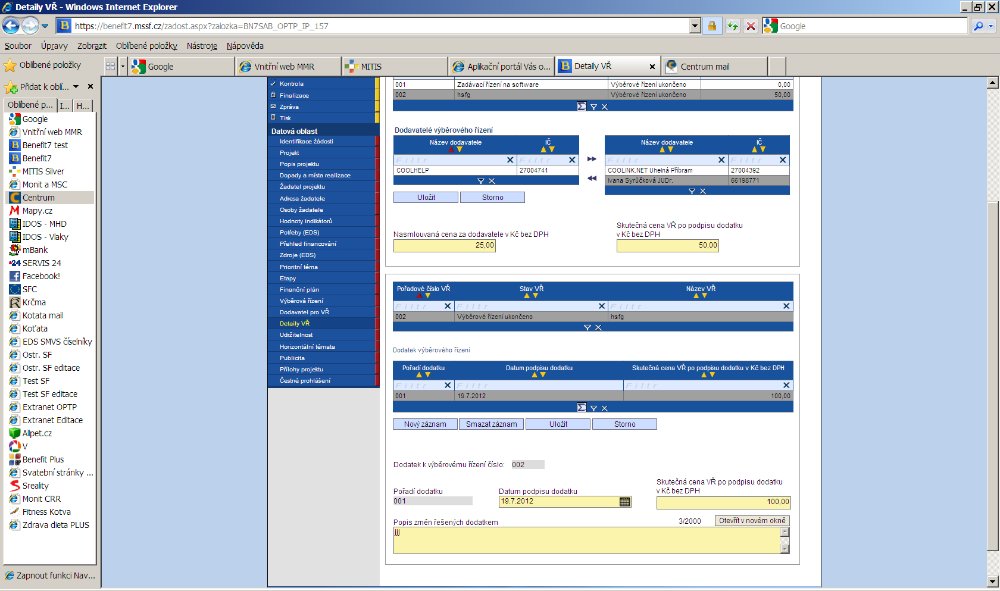 Detaily VŘ - Windows Internet Explorer
https://benefit7.mssf.cz/zadost.aspx?zalozka=BN7SAB_OPTP_IP_157
Google
Soubor Úpravy Zobrazit Oblíbené položky Nástroje Nápověda
Oblíbené položky
Google
Vnitřní web MMR
MITIS
Aplikační portál Vás o...
Detaily VŘ
Centrum mail
Přidat k oblí...
Oblíbené p... I... H...
Google
Vnitřní web MMR
Benefit7 test
Benefit7
MITIS Silver
Monit a MSC
Centrum
Mapy.cz
IDOS - MHD
IDOS - Vlaky
mBank
SERVIS 24
Facebook!
SFC
Krčma
Kotata mail
Koťata
EDS SMVS číselníky
Ostr. SF
Ostr. SF editace
Test SF
Test SF editace
Extranet OPTP
Extranet Editace
Allpet.cz
V
Benefit Plus
Svatební stránky ...
Sreality
Monit CRR
Fitness Kotva
Zdrava dieta PLUS
Zapnout funkci Nav...
Kontrola
Finalizace
Zpráva
Tisk
Datová oblast
Identifikace žádosti
Projekt
Popis projektu
Dopady a místa realizace
Žadatel projektu
Adresa žadatele
Osoby žadatele
Hodnoty indikátorů
Potřeby (EDS)
Přehled financování
Zdroje (EDS)
Prioritní téma
Etapy
Finanční plán
Výběrová řízení
Dodavatel pro VŘ
Detaily VŘ
Udržitelnost
Horizontální témata
Publicita
Přílohy projektu
Čestné prohlášení
001 Zadávací řízení na software Výběrové řízení ukončeno 0,00
002 hsfg Výběrové řízení ukončeno 50,00
Dodavatelé výběrového řízení
Název dodavatele IČ
Filtr Filtr
COOLHELP 27004741
Uložit Storno
Název dodavatele IČ
Filtr Filtr
COOLINK.NET Uhelná Příbram 27004392
Ivana Syrůčková JUDr. 66198771
Nasmlouvaná cena za dodavatele v Kč bez DPH
25,00
Skutečná cena VŘ po podpisu dodatku
v Kč bez DPH
50,00
Pořadové číslo VŘ Stav VŘ Název VŘ
Filtr Filtr Filtr
002 Výběrové řízení ukončeno hsfg
Dodatek výběrového řízení
Pořadí dodatku Datum podpisu dodatku Skutečná cena VŘ po podpisu dodatku v Kč bez DPH
Filtr Filtr Filtr
001 19.7.2012 100,00
Nový záznam Smazat záznam Uložit Storno
Dodatek k výběrovému řízení číslo: 002
Pořadí dodatku
001
Datum podpisu dodatku
19.7.2012
Skutečná cena VŘ po podpisu dodatku
v Kč bez DPH
100,00
Popis změn řešených dodatkem 3/2000 Otevřít v novém okně
jjj